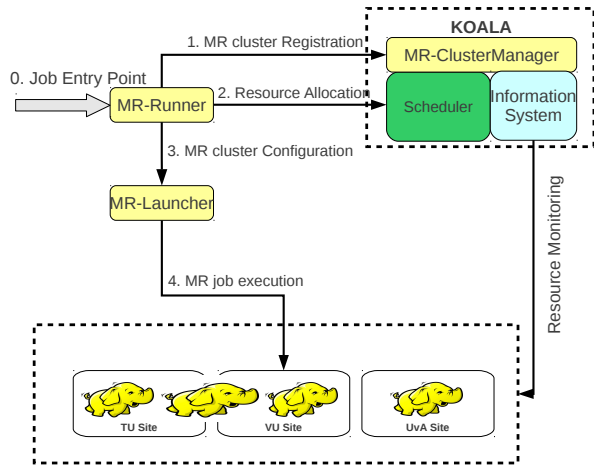 KOALA
1. MR cluster Registration
MR-ClusterManager
0. Job Entry Point
MR-Runner
2. Resource Allocation
Scheduler
Information
System
3. MR cluster Configuration
MR-Launcher
Resource Monitoring
4. MR job execution
TU Site
VU Site
UvA Site